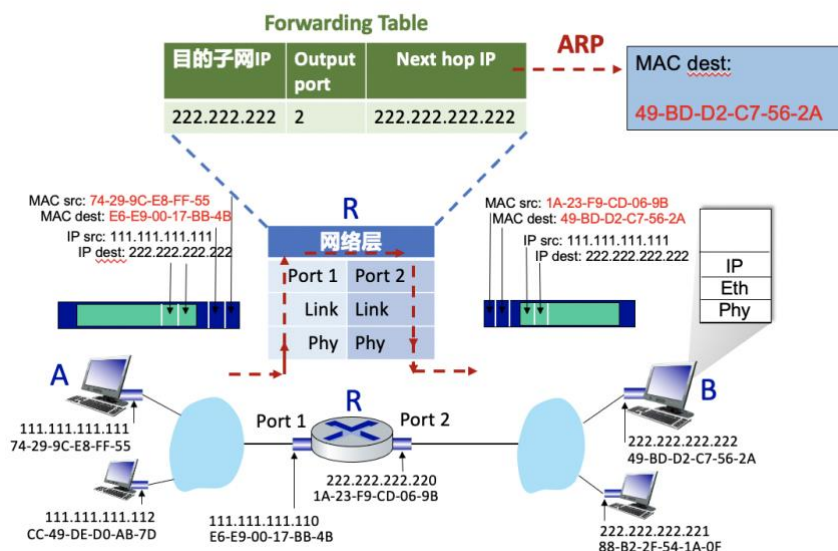 Forwarding Table
目的子网IP
Output port
Next hop IP
222.222.222
2
222.222.222.222
ARP
MAC dest:
49-BD-D2-C7-56-2A
MAC src: 74-29-9C-E8-FF-55
MAC dest: E6-E9-00-17-BB-4B
IP src: 111.111.111.111
IP dest: 222.222.222.222
R
网络层
Port 1
Port 2
Link
Link
Phy
Phy
MAC src: 1A-23-F9-CD-06-9B
MAC dest: 49-BD-D2-C7-56-2A
IP src: 111.111.111.111
IP dest: 222.222.222.222
IP
Eth
Phy
A
111.111.111.111
74-29-9C-E8-FF-55
111.111.111.112
CC-49-DE-D0-AB-7D
Port 1
R
Port 2
111.111.111.110
E6-E9-00-17-BB-4B
222.222.222.220
1A-23-F9-CD-06-9B
B
222.222.222.222
49-BD-D2-C7-56-2A
222.222.222.221
88-B2-2F-54-1A-0F